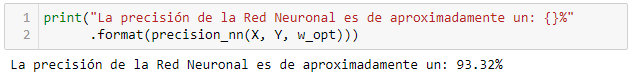 1 print("La precisión de la Red Neuronal es de aproximadamente un: {}%"
2 .format(precision_nn(X, Y, w_opt)))
La precisión de la Red Neuronal es de aproximadamente un: 93.32%